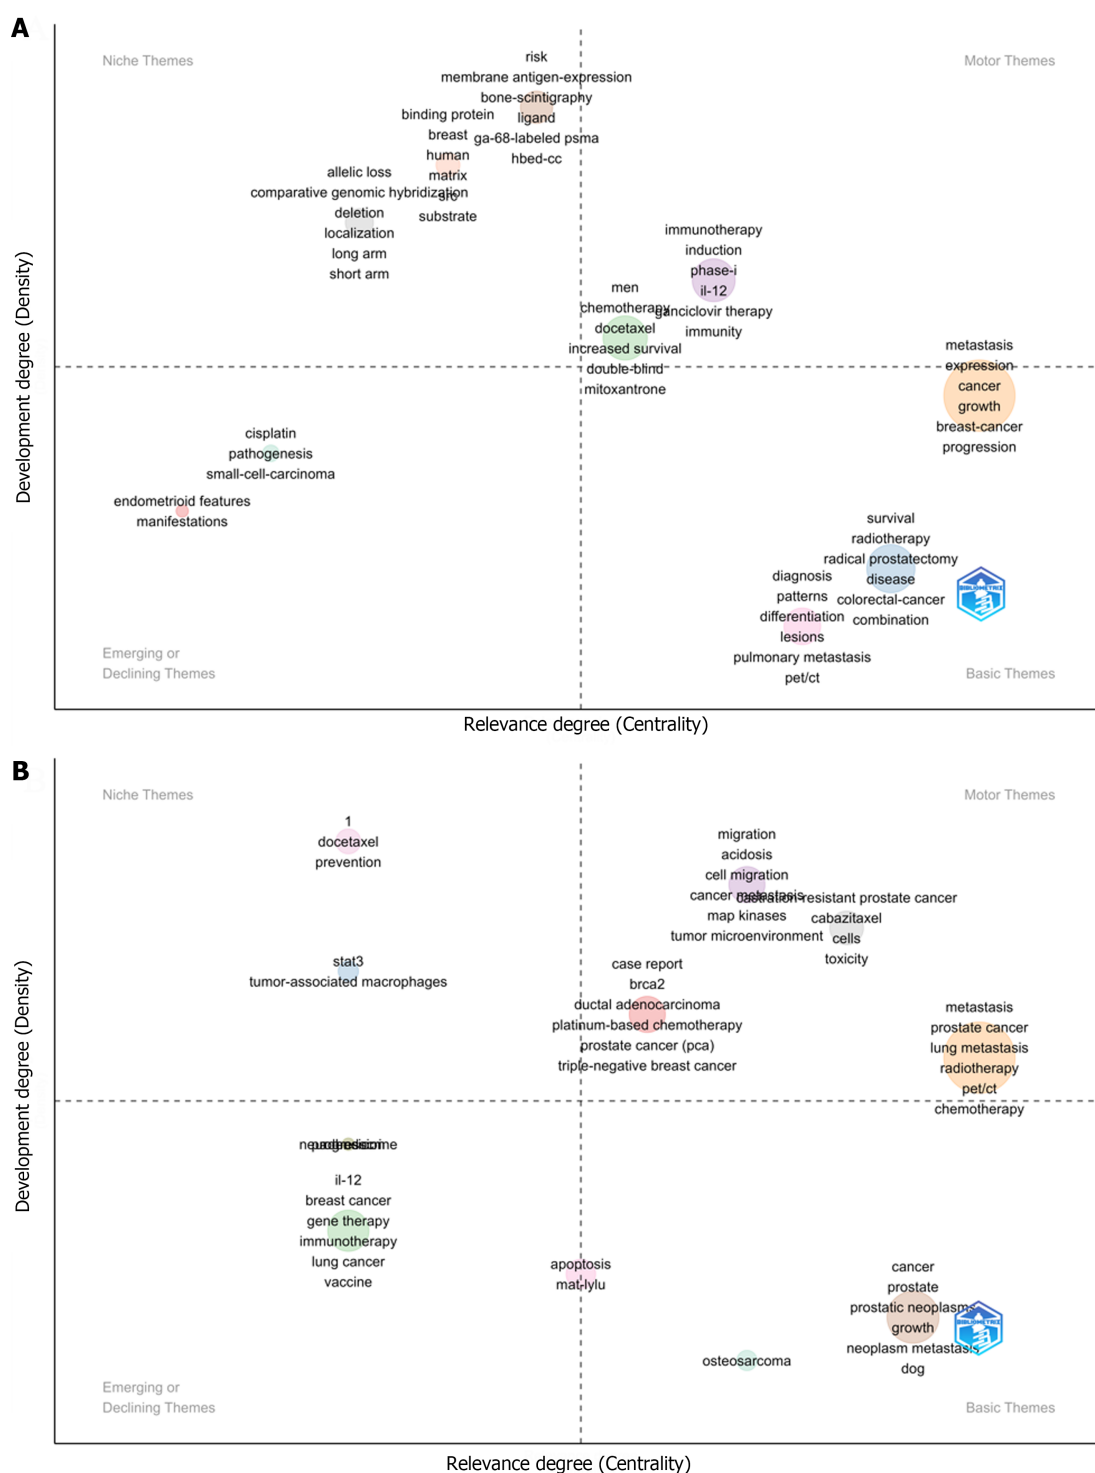 A
Niche Themes
Motor Themes
risk
membrane antigen-expression
bone-scintigraphy
ligand
ga-68-labeled psma
hbed-cc
binding protein
breast
human
matrix
src
substrate
allelic loss
comparative genomic hybridization
deletion
localization
long arm
short arm
immunotherapy
induction
phase-i
il-12
ganciclovir therapy
immunity
men
chemotherapy
docetaxel
increased survival
double-blind
mitoxantrone
metastasis
expression
cancer
growth
breast-cancer
progression
cisplatin
pathogenesis
small-cell-carcinoma
endometrioid features
manifestations
survival
radiotherapy
radical prostatectomy
disease
colorectal-cancer
combination
diagnosis
patterns
differentiation
lesions
pulmonary metastasis
pet/ct
BIBLIOMETRIX
Emerging or
Declining Themes
Basic Themes
Development degree (Density)
Relevance degree (Centrality)
B
Niche Themes
Motor Themes
1
docetaxel
prevention
stat3
tumor-associated macrophages
migration
acidosis
cell migration
cancer metastasis
map kinases
tumor microenvironment
castration-resistant prostate cancer
cabazitaxel
cells
toxicity
case report
brca2
ductal adenocarcinoma
platinum-based chemotherapy
prostate cancer (pca)
triple-negative breast cancer
metastasis
prostate cancer
lung metastasis
radiotherapy
pet/ct
chemotherapy
il-12
breast cancer
gene therapy
immunotherapy
lung cancer
vaccine
apoptosis
mat-lylu
cancer
prostate
prostatic neoplasms
growth
neoplasm metastasis
dog
osteosarcoma
BIBLIOMETRIX
Emerging or
Declining Themes
Basic Themes
Development degree (Density)
Relevance degree (Centrality)